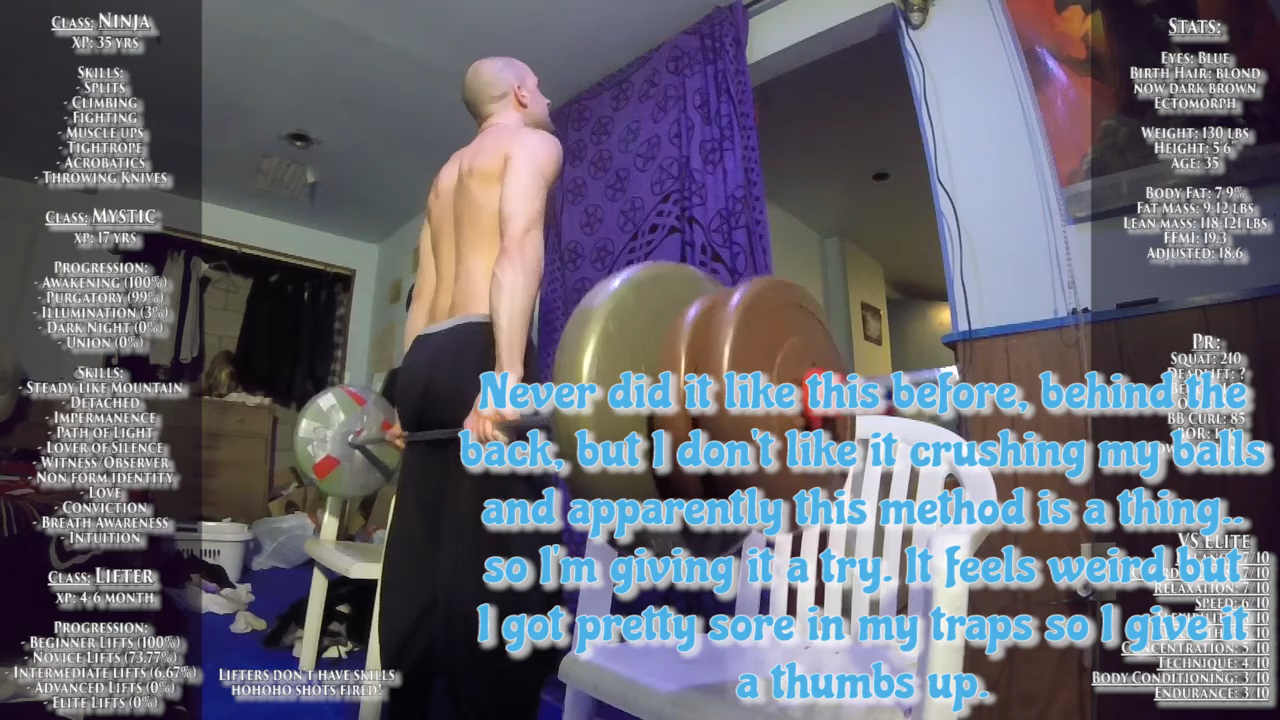 Class: Ninja
XP: 35 yrs
Skills:
- Splits
- Climbing
- Fighting
- Muscle ups
- Tightrope
- Acrobatics
- Throwing Knives
Class: Mystic
XP: 17 yrs
Progression:
- Awakening (100%)
- Purgatory (99%)
- Illumination (3%)
- Dark Night (0%)
- Union (0%)
Skills:
- Steady like Mountain
- Detached
- Impermanence
- Path of Light
- Lover of Silence
- Witness/Observer
- Non form identity
- Love
- Conviction
- Breath Awareness
- Intuition
Class: Lifter
XP: 4-6 month
Progression:
- Beginner Lifts (100%)
- Novice Lifts (73.77%)
- Intermediate Lifts (6.67%)
- Advanced Lifts (0%)
- Elite Lifts (0%)
Lifters don't have skills
hohoho shots fired!
Never did it like this before, behind the
back, but I don't like it crushing my balls
and apparently this method is a thing..
so I'm giving it a try. It feels weird but
I got pretty sore in my traps so I give it
a thumbs up.
Stats:
Eyes: Blue
Birth Hair: blond
now dark brown
Ectomorph
Weight: 130 lbs
Height: 5'6"
Age: 35
Body Fat: 7-9%
Fat Mass: 9-12 lbs
Lean mass: 118-121 lbs
FFMI: 19.3
Adjusted: 18.6
PR:
Squat: 210
Deadlift: ?
BB Curl: 85
VS Elite
7/10
Relaxation: 7/10
Speed: 6/10
Concentration: 5/10
Technique: 4/10
Body Conditioning: 3/10
Endurance: 3/10